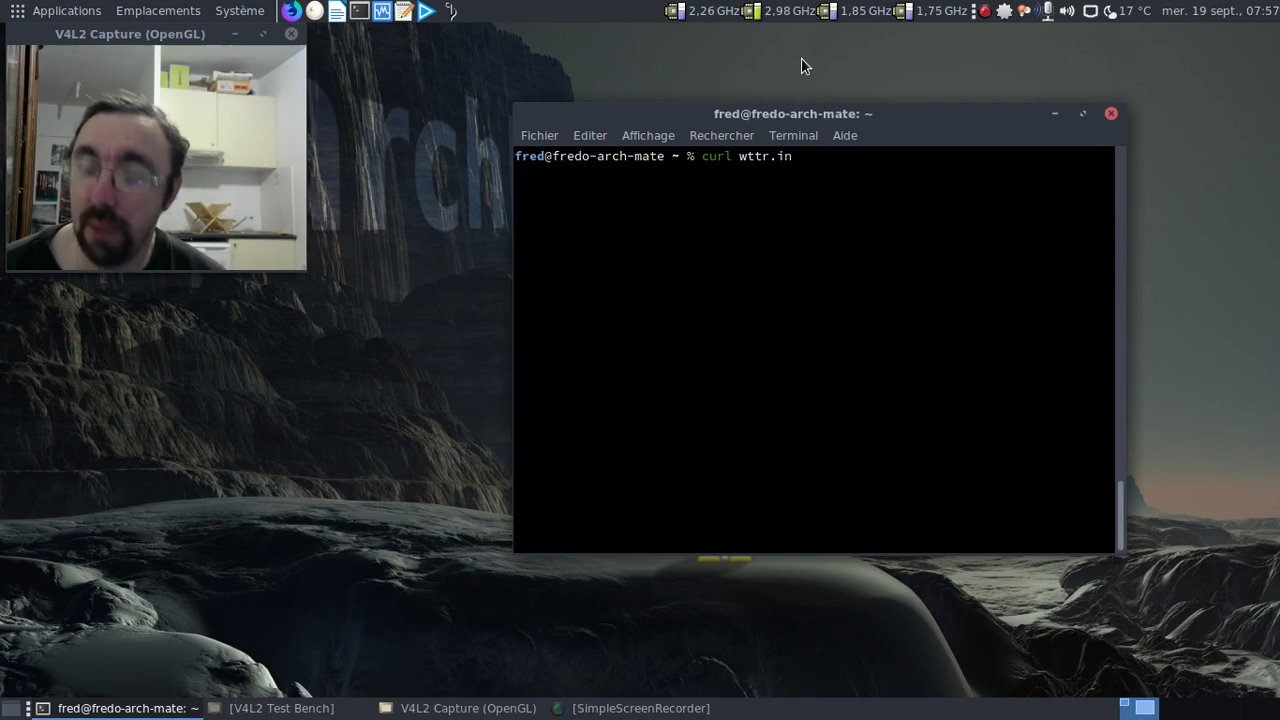 Applications Emplacements Système
2,26 GHz 2,98 GHz 1,85 GHz 1,75 GHz 17 °C mer. 19 sept., 07:57
V4L2 Capture (OpenGL)
arch
fred@fredo-arch-mate: ~
Fichier Editer Affichage Rechercher Terminal Aide
fred@fredo-arch-mate ~ % curl wttr.in
fred@fredo-arch-mate: ~ [V4L2 Test Bench] V4L2 Capture (OpenGL) [SimpleScreenRecorder]